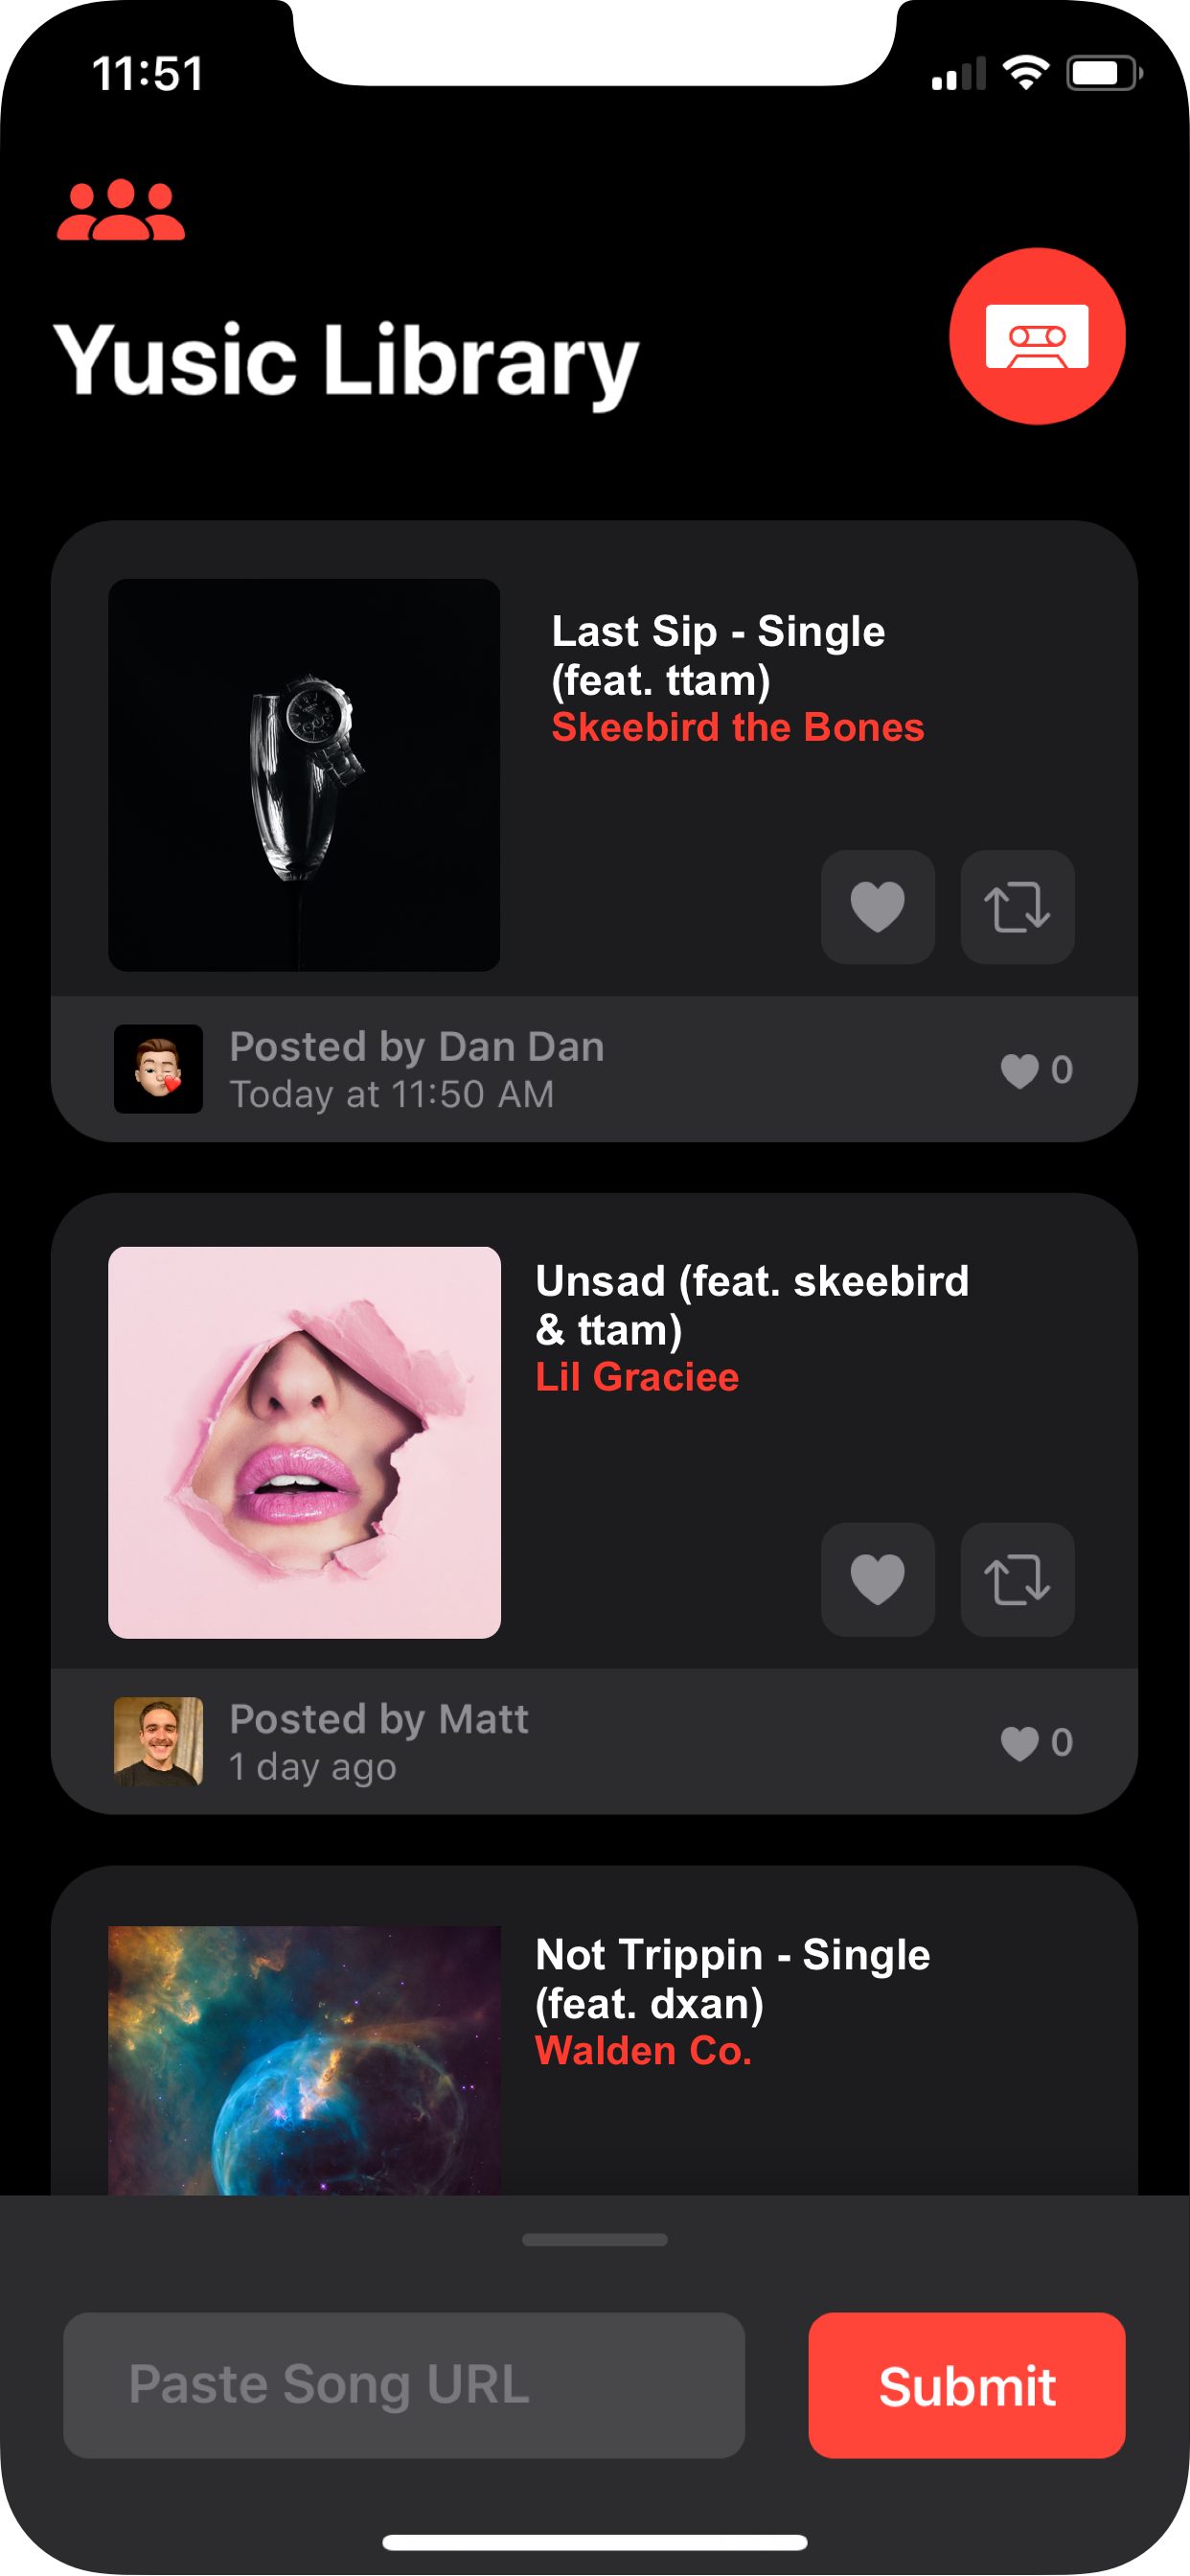 11:51
Yusic Library
Last Sip - Single
(feat. ttam)
Skeebird the Bones
Posted by Dan Dan
Today at 11:50 AM
0
Unsad (feat. skeebird
& ttam)
Lil Graciee
Posted by Matt
1 day ago
0
Not Trippin - Single
(feat. dxan)
Walden Co.
Paste Song URL
Submit